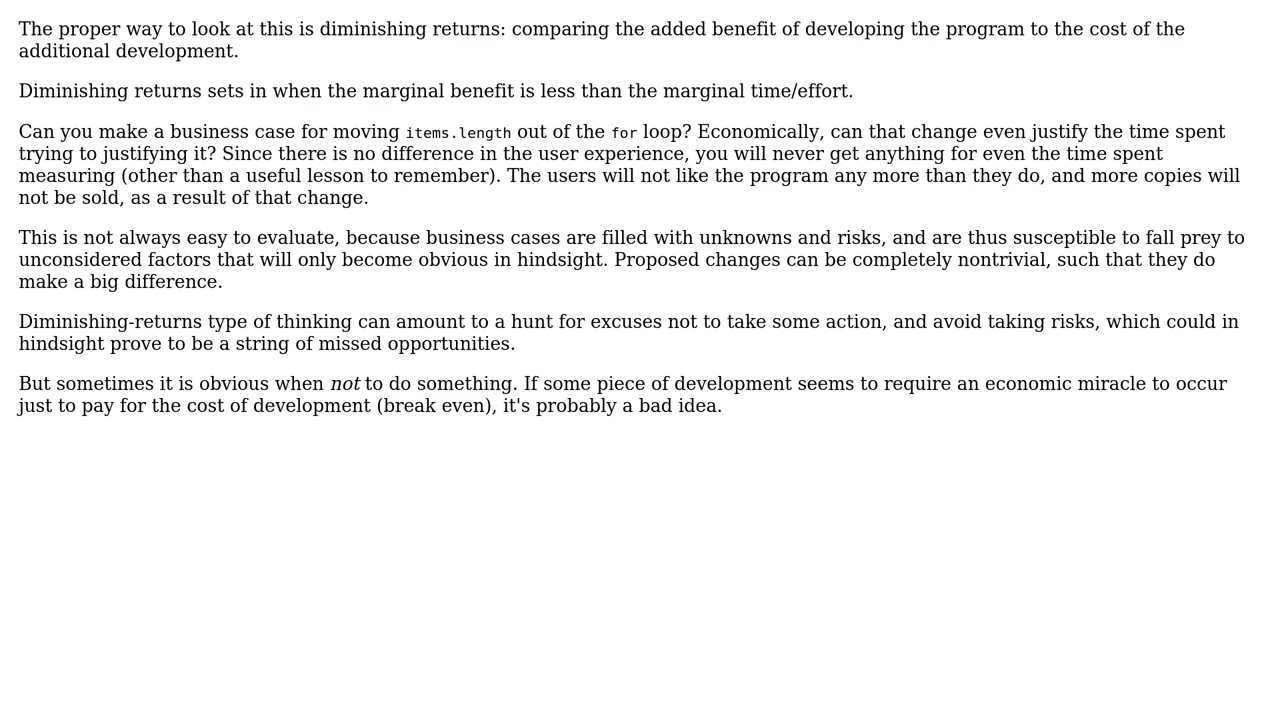 The proper way to look at this is diminishing returns: comparing the added benefit of developing the program to the cost of the
additional development.
Diminishing returns sets in when the marginal benefit is less than the marginal time/effort.
Can you make a business case for moving items.length out of the for loop? Economically, can that change even justify the time spent
trying to justifying it? Since there is no difference in the user experience, you will never get anything for even the time spent
measuring (other than a useful lesson to remember). The users will not like the program any more than they do, and more copies will
not be sold, as a result of that change.
This is not always easy to evaluate, because business cases are filled with unknowns and risks, and are thus susceptible to fall prey to
unconsidered factors that will only become obvious in hindsight. Proposed changes can be completely nontrivial, such that they do
make a big difference.
Diminishing-returns type of thinking can amount to a hunt for excuses not to take some action, and avoid taking risks, which could in
hindsight prove to be a string of missed opportunities.
But sometimes it is obvious when not to do something. If some piece of development seems to require an economic miracle to occur
just to pay for the cost of development (break even), it's probably a bad idea.